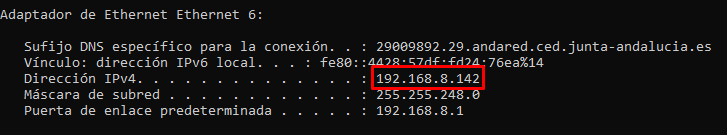 Adaptador de Ethernet Ethernet 6:
Sufijo DNS específico para la conexión. . : 29009892.29.andared.ced.junta-andalucia.es
Vínculo: dirección IPv6 local. . . : fe80::4428:57df:fd24:76ea%14
Dirección IPv4. . . . . . . . . . . . . . : 192.168.8.142
Máscara de subred . . . . . . . . . . . . : 255.255.248.0
Puerta de enlace predeterminada . . . . . : 192.168.8.1